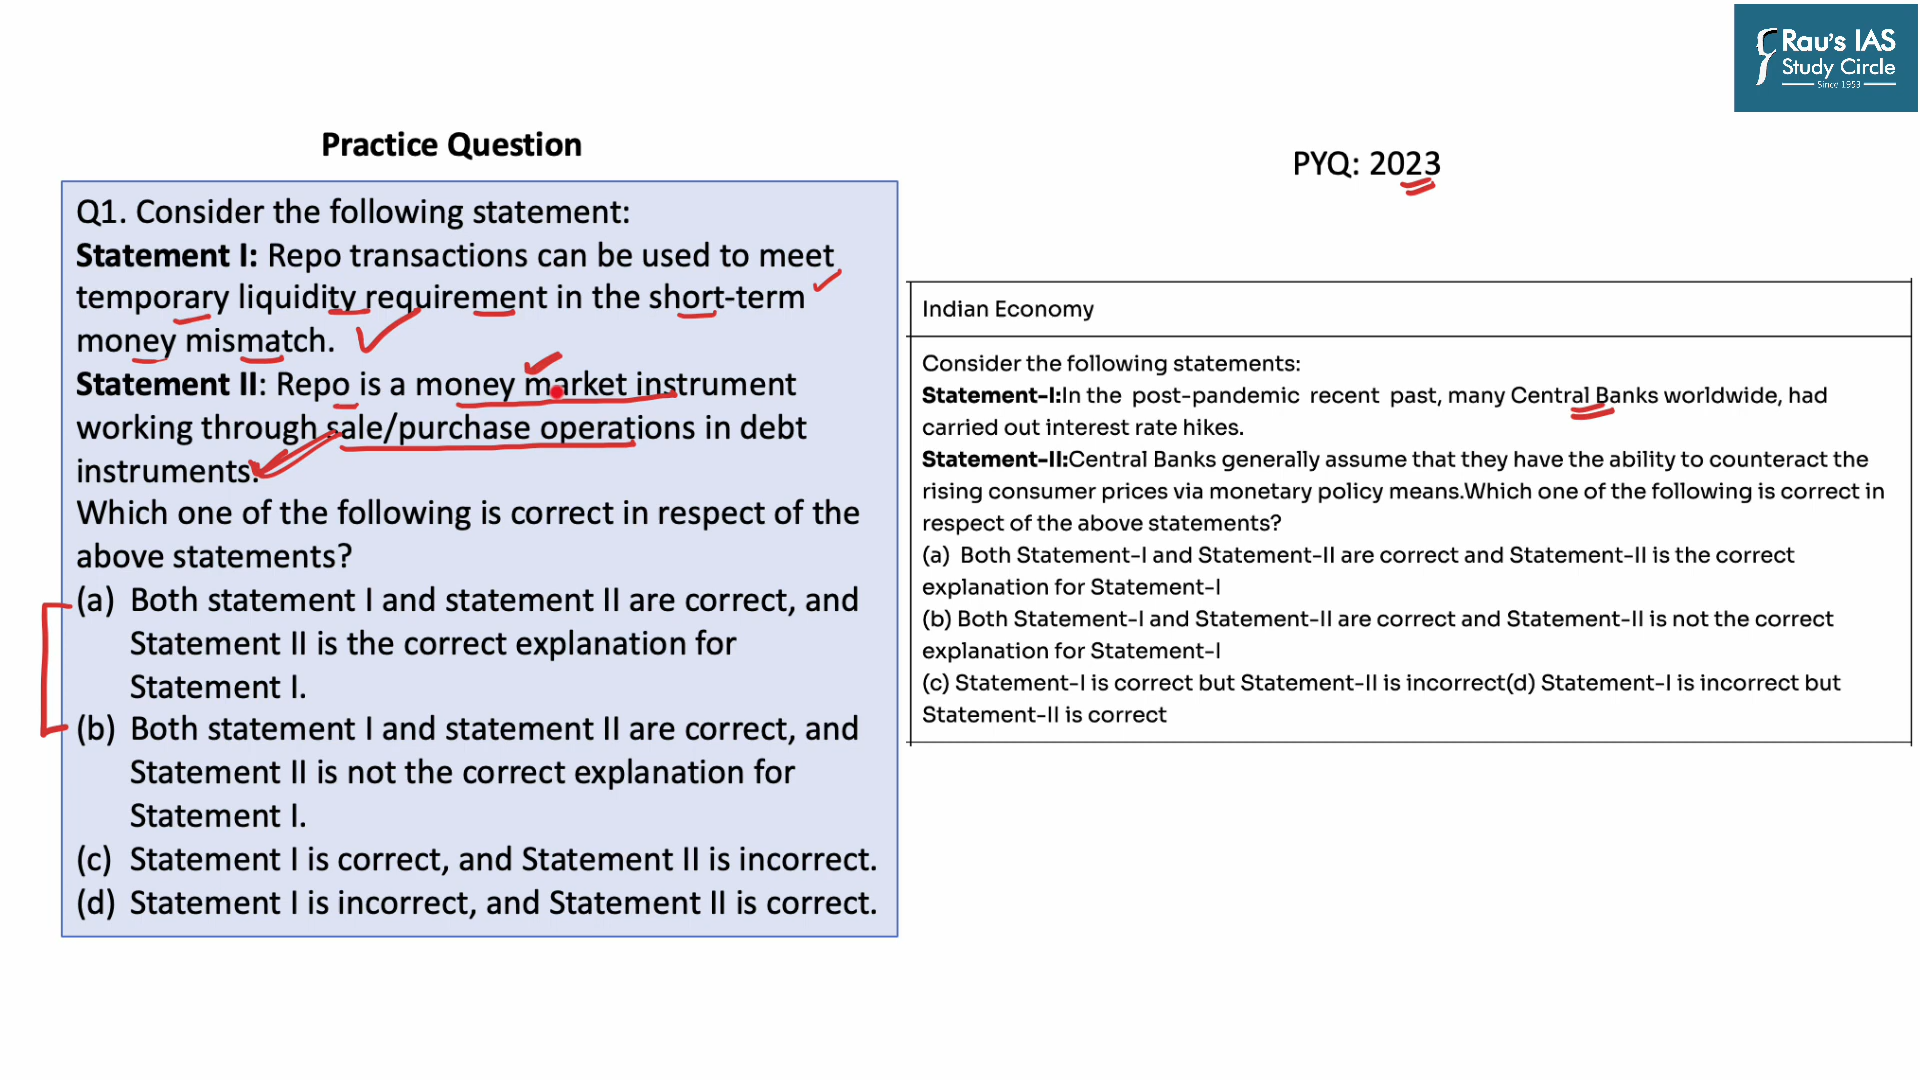 Rau's IAS
Study Circle
Since 1953
Practice Question
Q1. Consider the following statement:
Statement I: Repo transactions can be used to meet
temporary liquidity requirement in the short-term
money mismatch.
Statement II: Repo is a money market instrument
working through sale/purchase operations in debt
instruments.
Which one of the following is correct in respect of the
above statements?
(a) Both statement I and statement II are correct, and
Statement II is the correct explanation for
Statement I.
(b) Both statement I and statement II are correct, and
Statement II is not the correct explanation for
Statement I.
(c) Statement I is correct, and Statement II is incorrect.
(d) Statement I is incorrect, and Statement II is correct.
PYQ: 2023
Indian Economy
Consider the following statements:
Statement-I:In the post-pandemic recent past, many Central Banks worldwide, had
carried out interest rate hikes.
Statement-II:Central Banks generally assume that they have the ability to counteract the
rising consumer prices via monetary policy means.Which one of the following is correct in
respect of the above statements?
(a) Both Statement-I and Statement-II are correct and Statement-II is the correct
explanation for Statement-I
(b) Both Statement-I and Statement-II are correct and Statement-II is not the correct
explanation for Statement-I
(c) Statement-I is correct but Statement-II is incorrect(d) Statement-I is incorrect but
Statement-II is correct